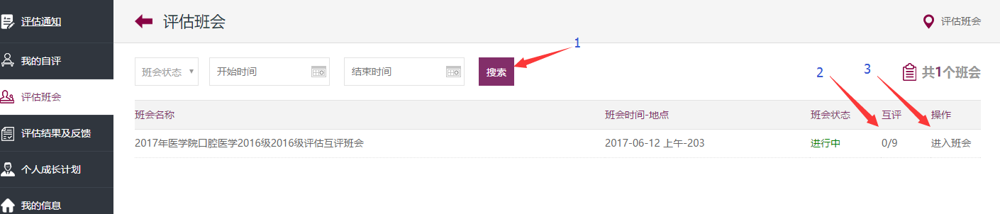 评估通知
我的自评
评估班会
评估结果及反馈
个人成长计划
我的信息
评估班会
评估班会
班会状态
开始时间
结束时间
搜索
1
2
3
共1个班会
班会名称 班会时间-地点 班会状态 互评 操作
2017年医学院口腔医学2016级2016级评估互评班会 2017-06-12 上午-203 进行中 0/9 进入班会